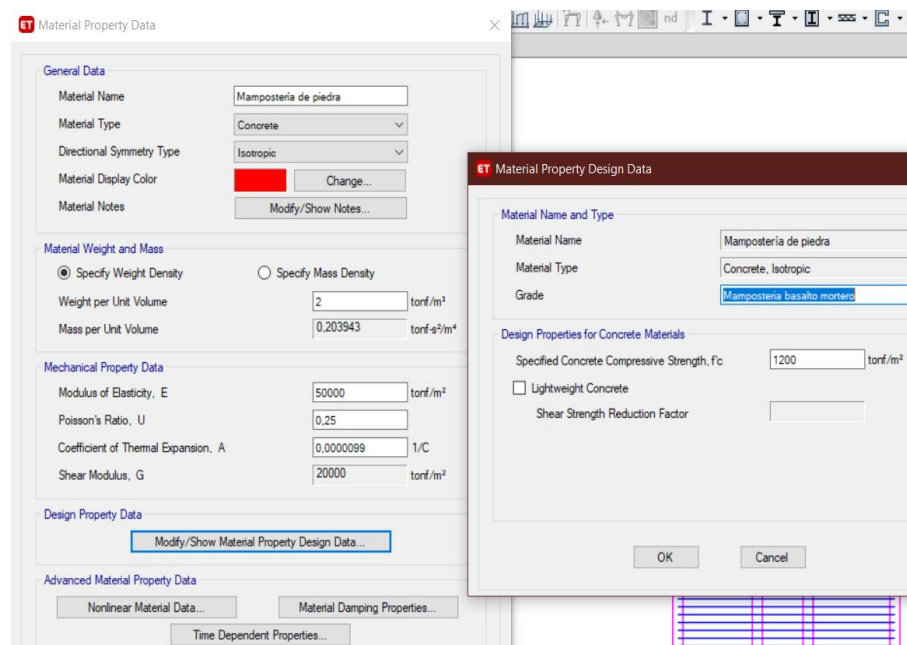 ET Material Property Data
nd
General Data
Material Name Mampostería de piedra
Material Type Concrete
Directional Symmetry Type Isotropic
Material Display Color Change...
Material Notes Modify/Show Notes...
Material Weight and Mass
Specify Weight Density Specify Mass Density
Weight per Unit Volume 2 tonf/m³
Mass per Unit Volume 0,203943 tonf-s²/m⁴
Mechanical Property Data
Modulus of Elasticity, E 50000 tonf/m²
Poisson's Ratio, U 0,25
Coefficient of Thermal Expansion, A 0,0000099 1/C
Shear Modulus, G 20000 tonf/m²
Design Property Data
Modify/Show Material Property Design Data...
Advanced Material Property Data
Nonlinear Material Data... Material Damping Properties...
Time Dependent Properties...
ET Material Property Design Data
Material Name and Type
Material Name Mampostería de piedra
Material Type Concrete, Isotropic
Grade Mamposteria basalto mortero
Design Properties for Concrete Materials
Specified Concrete Compressive Strength, f'c 1200 tonf/m²
Lightweight Concrete
Shear Strength Reduction Factor
OK Cancel